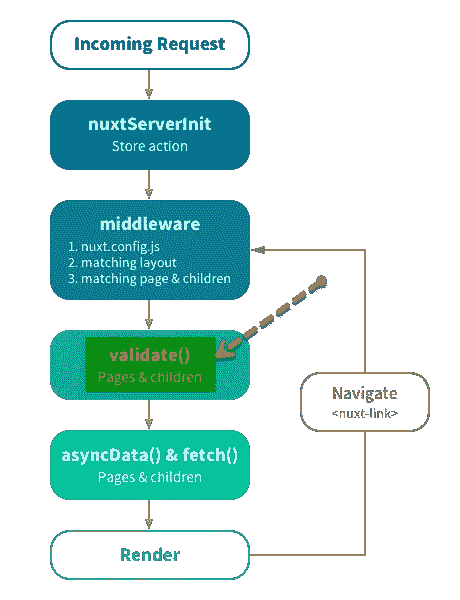 Incoming Request
nuxtServerInit
Store action
middleware
1. nuxt.config.js
2. matching layout
3. matching page & children
validate()
Pages & children
asyncData() & fetch()
Pages & children
Navigate
<nuxt-link>
Render